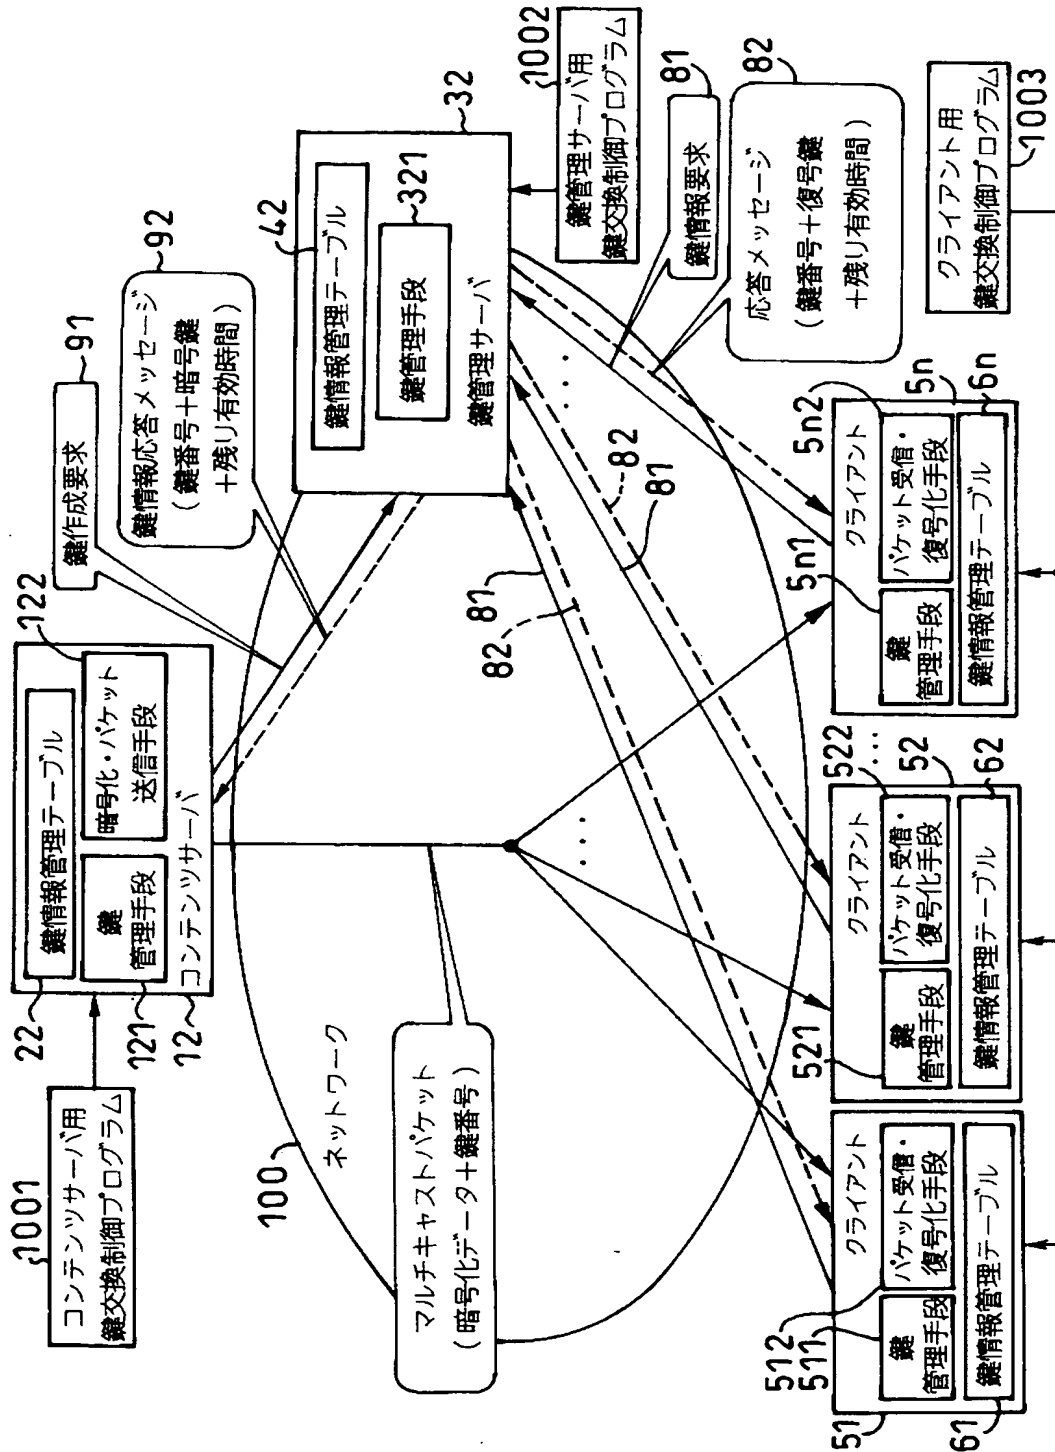 1001
コンテンツサーバ用
鍵交換制御プログラム
22
鍵情報管理テーブル
122
暗号化・パケット
送信手段
121
鍵
管理手段
12
コンテンツサーバ
91
鍵作成要求
92
鍵情報応答メッセージ
(鍵番号+暗号鍵
+残り有効時間)
42
鍵情報管理テーブル
321
鍵管理手段
鍵管理サーバ
32
1002
鍵管理サーバ用
鍵交換制御プログラム
81
鍵情報要求
82
応答メッセージ
(鍵番号+復号鍵
+残り有効時間)
100
ネットワーク
マルチキャストパケット
(暗号化データ+鍵番号)
...
...
81
82
82
81
512
511
51
クライアント
鍵
管理手段
パケット受信・
復号化手段
61
鍵情報管理テーブル
521
522
52
クライアント
鍵
管理手段
パケット受信・
復号化手段
62
鍵情報管理テーブル
...
5n1
5n2
5n
クライアント
鍵
管理手段
パケット受信・
復号化手段
6n
鍵情報管理テーブル
クライアント用
鍵交換制御プログラム
1003